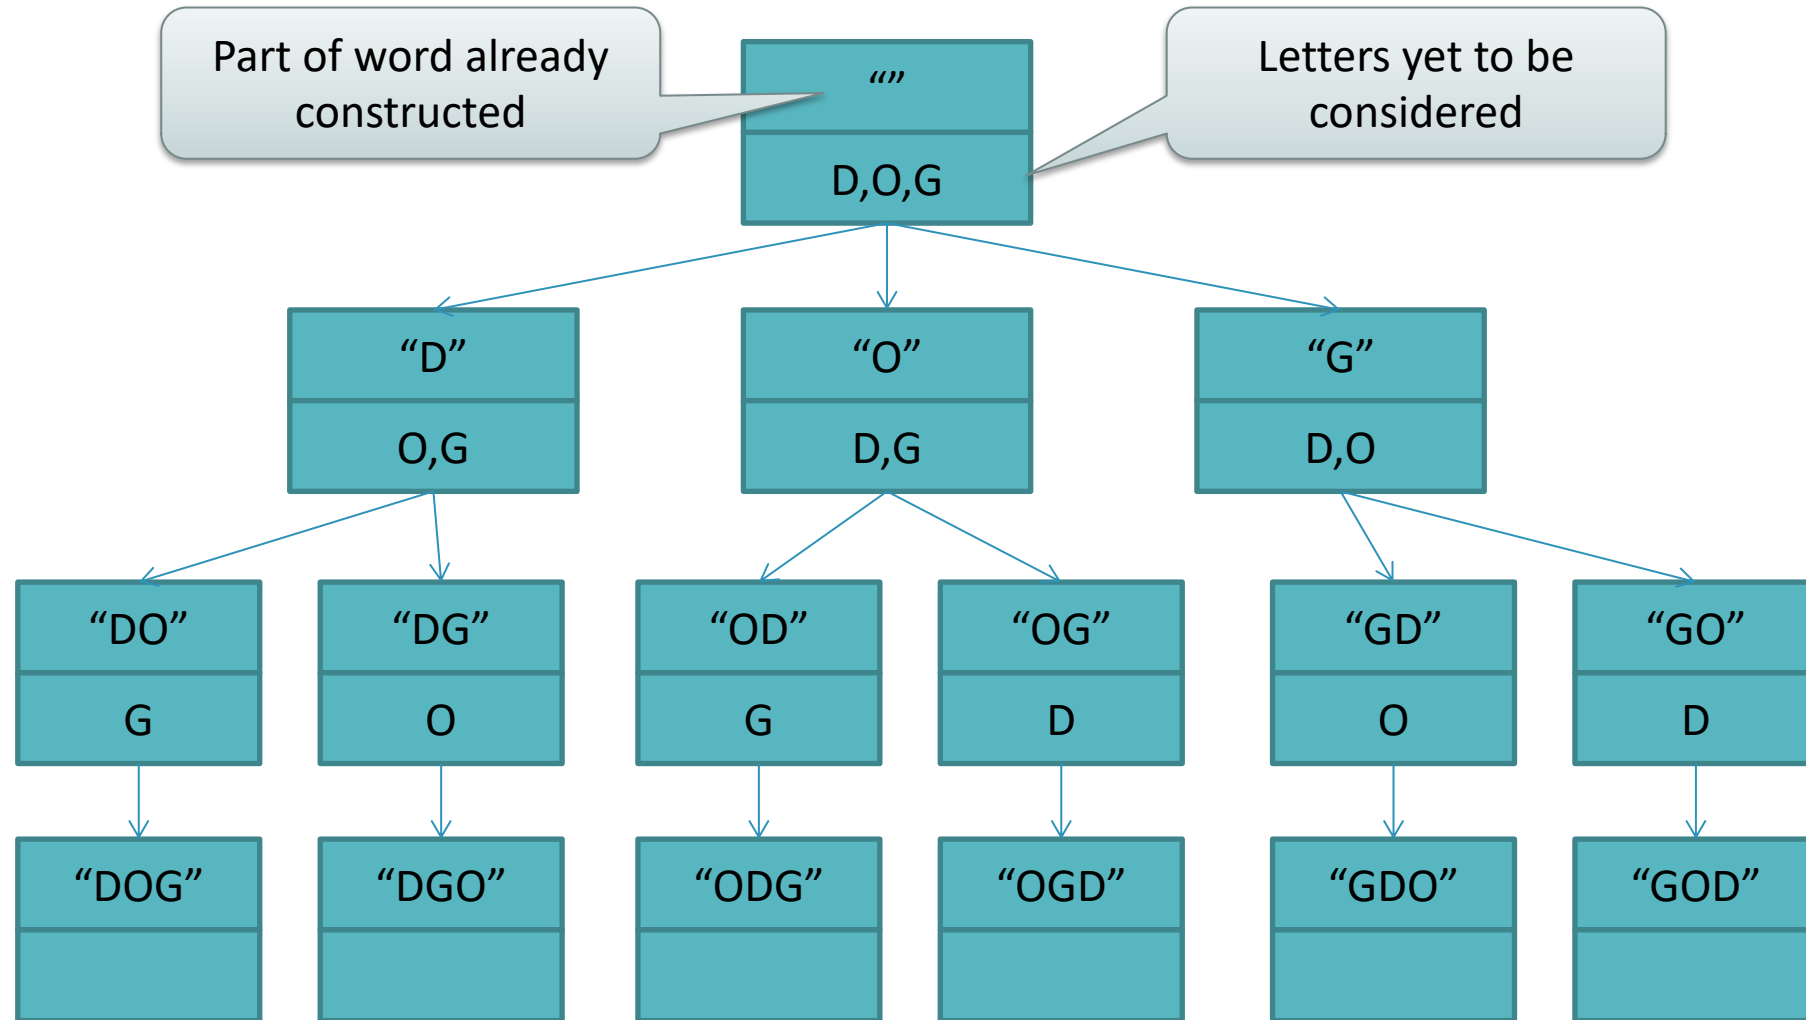 Part of word already
constructed
“”
Letters yet to be
considered
D,O,G
“D”
“O”
“G”
O,G
D,G
D,O
“DO”
“DG”
“OD”
“OG”
“GD”
“GO”
G
O
G
D
O
D
“DOG”
“DGO”
“ODG”
“OGD”
“GDO”
“GOD”